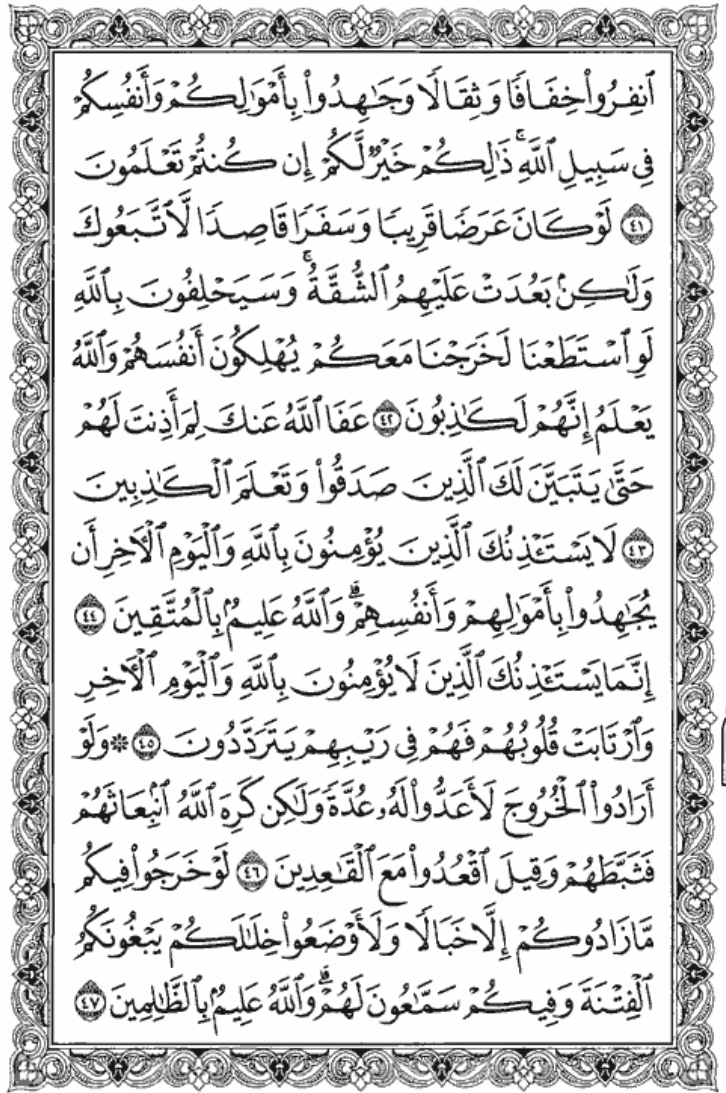 ٱنفِرُوا۟ خِفَافًا وَثِقَالًا وَجَٰهِدُوا۟ بِأَمْوَٰلِكُمْ وَأَنفُسِكُمْ
فِى سَبِيلِ ٱللَّهِ ۚ ذَٰلِكُمْ خَيْرٌ لَّكُمْ إِن كُنتُمْ تَعْلَمُونَ
٤١ لَوْ كَانَ عَرَضًا قَرِيبًا وَسَفَرًا قَاصِدًا لَّٱتَّبَعُوكَ
وَلَٰكِنۢ بَعُدَتْ عَلَيْهِمُ ٱلشُّقَّةُ ۚ وَسَيَحْلِفُونَ بِٱللَّهِ
لَوِ ٱسْتَطَعْنَا لَخَرَجْنَا مَعَكُمْ يُهْلِكُونَ أَنفُسَهُمْ وَٱللَّهُ
يَعْلَمُ إِنَّهُمْ لَكَٰذِبُونَ ٤٢ عَفَا ٱللَّهُ عَنكَ لِمَ أَذِنتَ لَهُمْ
حَتَّىٰ يَتَبَيَّنَ لَكَ ٱلَّذِينَ صَدَقُوا۟ وَتَعْلَمَ ٱلْكَٰذِبِينَ
٤٣ لَا يَسْتَـْٔذِنُكَ ٱلَّذِينَ يُؤْمِنُونَ بِٱللَّهِ وَٱلْيَوْمِ ٱلْـَٔاخِرِ أَن
يُجَٰهِدُوا۟ بِأَمْوَٰلِهِمْ وَأَنفُسِهِمْ ۗ وَٱللَّهُ عَلِيمٌۢ بِٱلْمُتَّقِينَ ٤٤
إِنَّمَا يَسْتَـْٔذِنُكَ ٱلَّذِينَ لَا يُؤْمِنُونَ بِٱللَّهِ وَٱلْيَوْمِ ٱلْـَٔاخِرِ
وَٱرْتَابَتْ قُلُوبُهُمْ فَهُمْ فِى رَيْبِهِمْ يَتَرَدَّدُونَ ٤٥ ۞ وَلَوْ
أَرَادُوا۟ ٱلْخُرُوجَ لَأَعَدُّوا۟ لَهُۥ عُدَّةً وَلَٰكِن كَرِهَ ٱللَّهُ ٱنۢبِعَاثَهُمْ
فَثَبَّطَهُمْ وَقِيلَ ٱقْعُدُوا۟ مَعَ ٱلْقَٰعِدِينَ ٤٦ لَوْ خَرَجُوا۟ فِيكُم
مَّا زَادُوكُمْ إِلَّا خَبَالًا وَلَأَوْضَعُوا۟ خِلَٰلَكُمْ يَبْغُونَكُمُ
ٱلْفِتْنَةَ وَفِيكُمْ سَمَّٰعُونَ لَهُمْ ۗ وَٱللَّهُ عَلِيمٌۢ بِٱلظَّٰلِمِينَ ٤٧